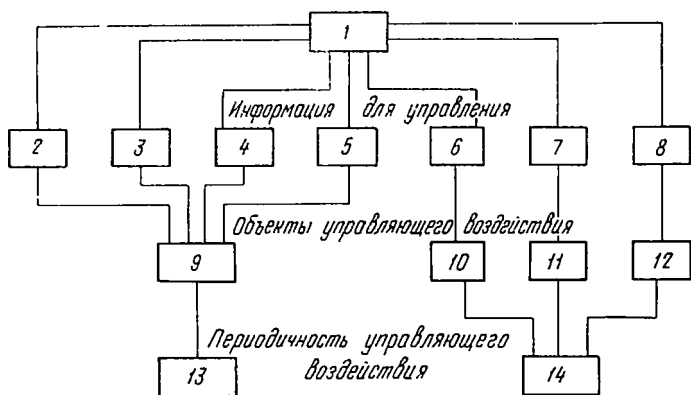 1
Информация для управления
2 3 4 5 6 7 8
Объекты управляющего воздействия
9 10 11 12
Периодичность управляющего
воздействия
13 14